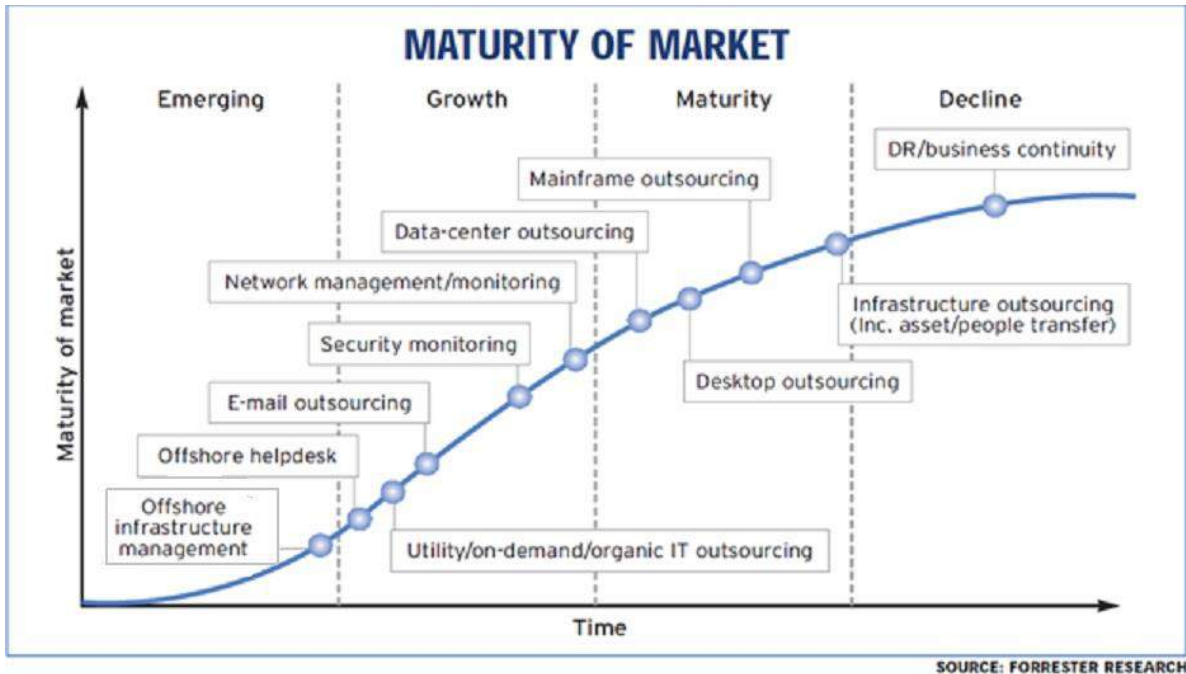 MATURITY OF MARKET
Emerging
Growth
Maturity
Decline
DR/business continuity
Mainframe outsourcing
Data-center outsourcing
Network management/monitoring
Infrastructure outsourcing
(Inc. asset/people transfer)
Security monitoring
Desktop outsourcing
E-mail outsourcing
Offshore helpdesk
Offshore
infrastructure
management
Utility/on-demand/organic IT outsourcing
Maturity of market
Time
SOURCE: FORRESTER RESEARCH